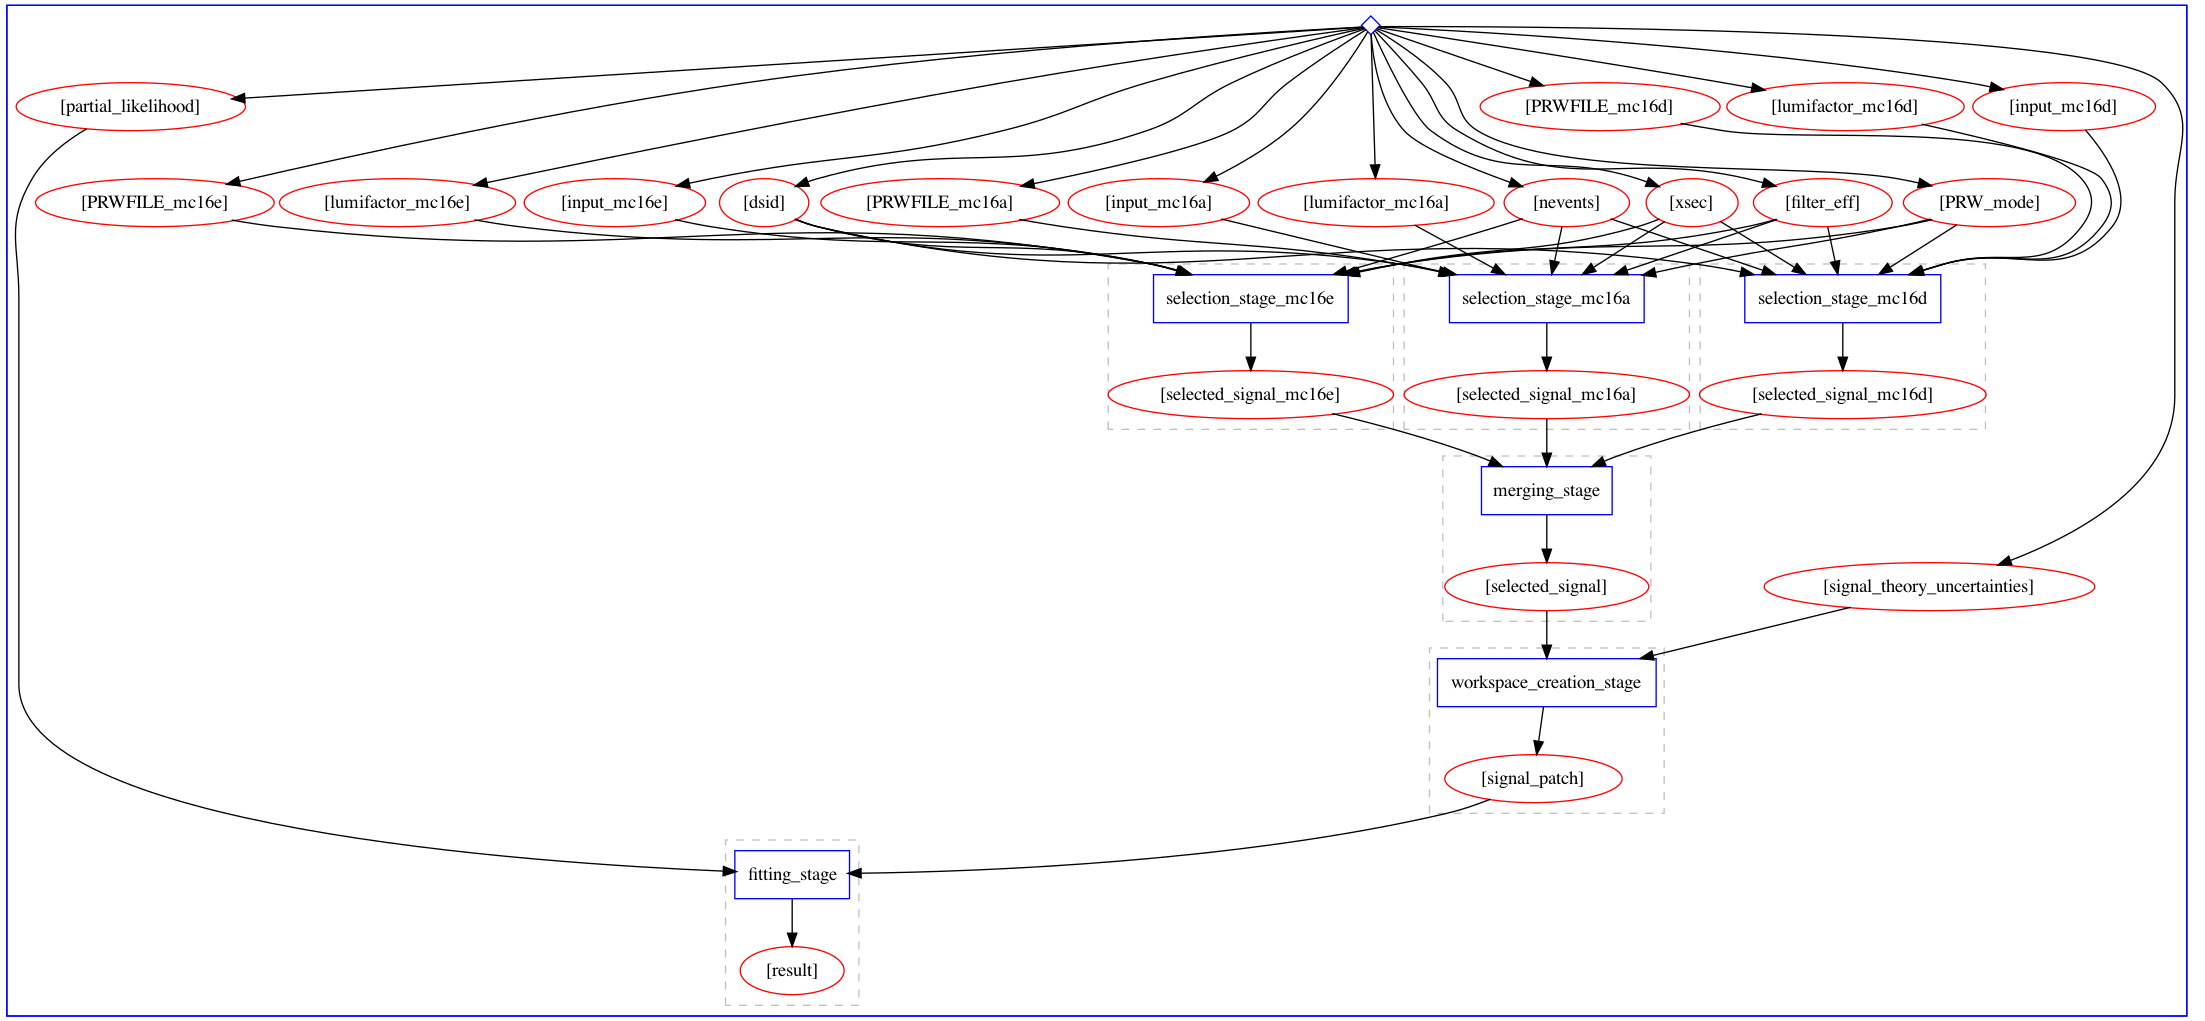 [partial_likelihood]
[PRWFILE_mc16d]
[lumifactor_mc16d]
[input_mc16d]
[PRWFILE_mc16e]
[lumifactor_mc16e]
[input_mc16e]
[dsid]
[PRWFILE_mc16a]
[input_mc16a]
[lumifactor_mc16a]
[nevents]
[xsec]
[filter_eff]
[PRW_mode]
selection_stage_mc16e
selection_stage_mc16a
selection_stage_mc16d
[selected_signal_mc16e]
[selected_signal_mc16a]
[selected_signal_mc16d]
merging_stage
[selected_signal]
[signal_theory_uncertainties]
workspace_creation_stage
[signal_patch]
fitting_stage
[result]